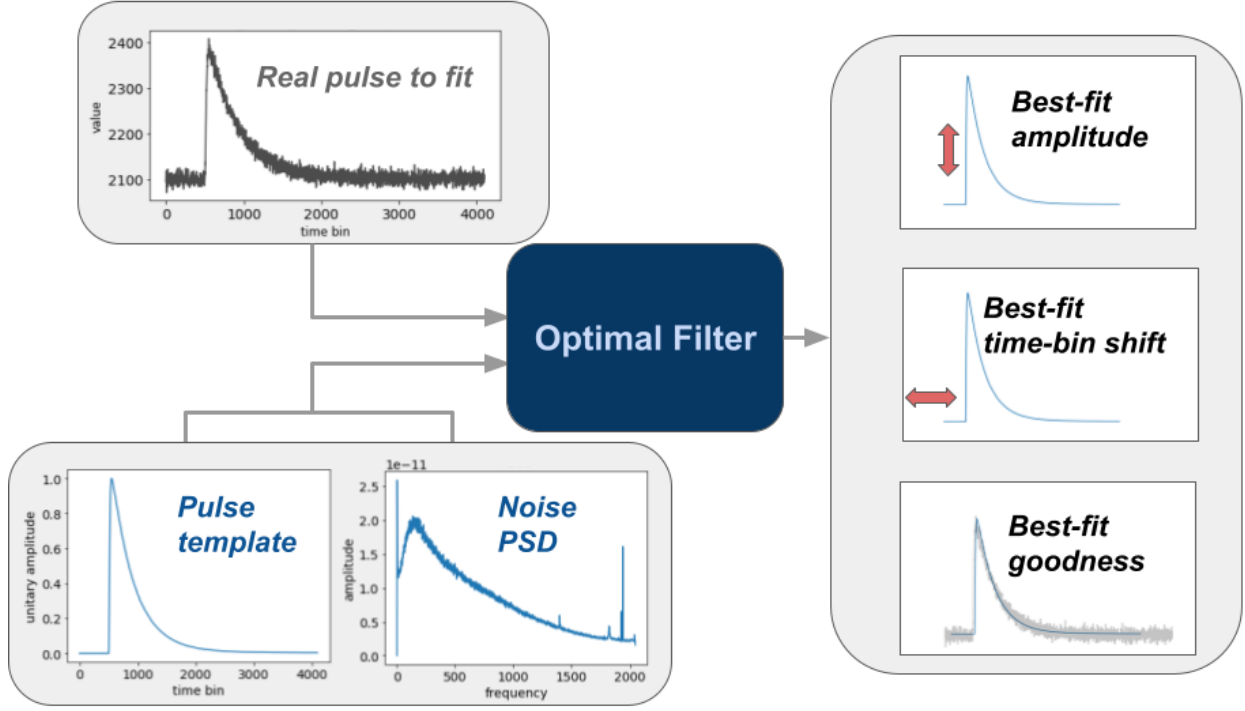 2400
2300
2200
2100
value
Real pulse to fit
0 1000 2000 3000 4000
time bin
Optimal Filter
Best-fit
amplitude
Best-fit
time-bin shift
Best-fit
goodness
1.0
0.8
0.6
0.4
0.2
0.0
unitary amplitude
Pulse
template
0 1000 2000 3000 4000
time bin
1e−11
2.5
2.0
1.5
1.0
0.5
0.0
amplitude
Noise
PSD
0 500 1000 1500 2000
frequency